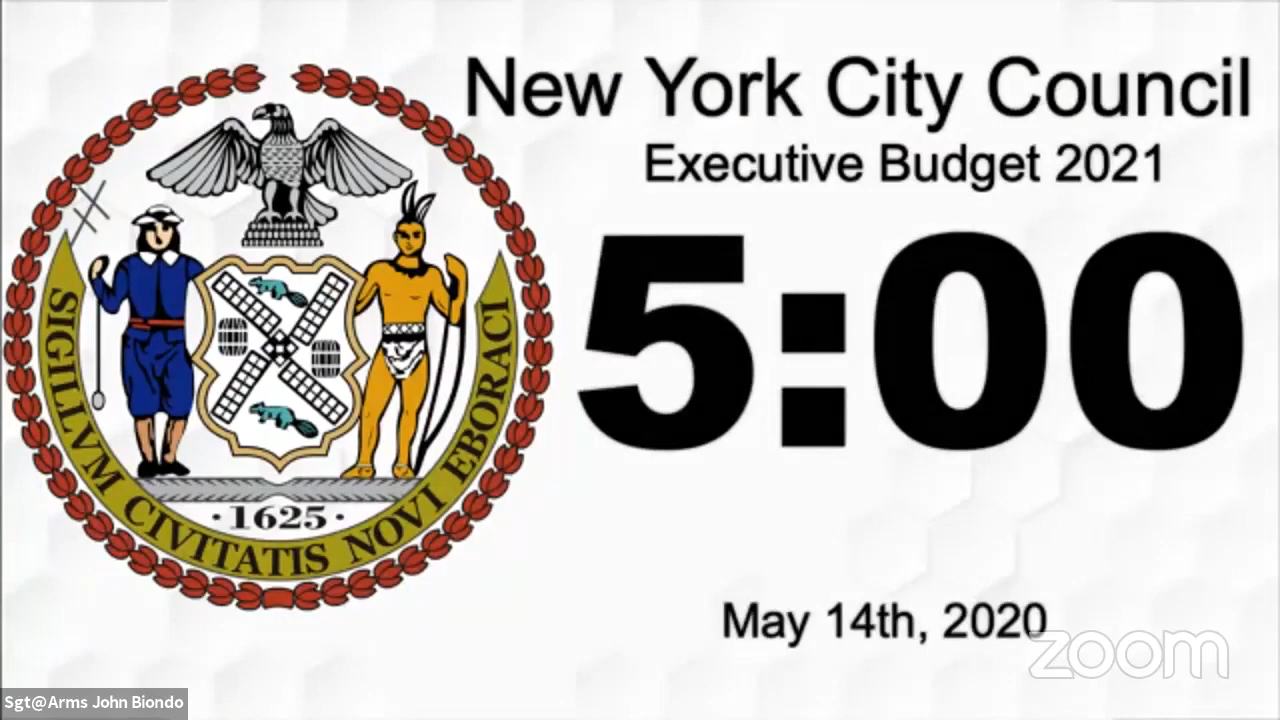 New York City Council
Executive Budget 2021
5:00
SIGILLVM CIVITATIS NOVI EBORACI
·1625·
May 14th, 2020
zoom
Sgt@Arms John Biondo